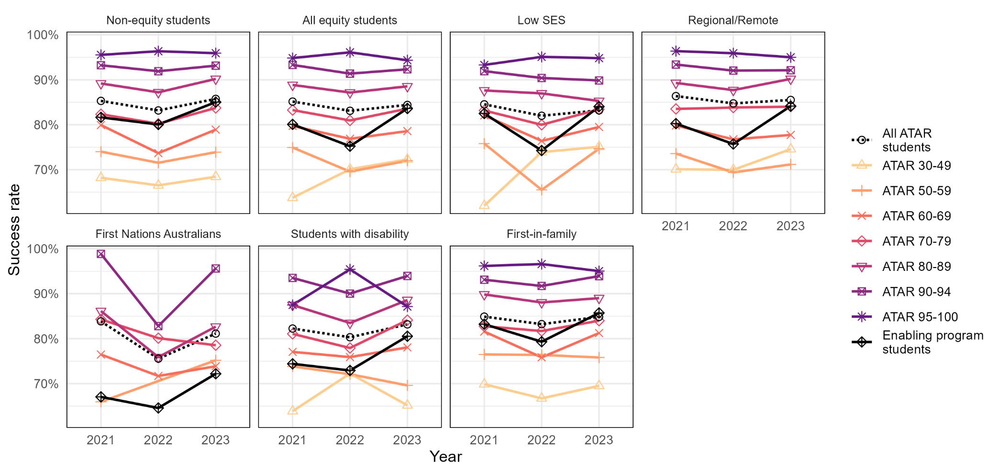 Non-equity students
All equity students
Low SES
Regional/Remote
100%
90%
80%
70%
2021
2022
2023
Success rate
First Nations Australians
Students with disability
First-in-family
100%
90%
80%
70%
2021
2022
2023
2021
2022
2023
2021
2022
2023
Year
All ATAR
students
ATAR 30-49
ATAR 50-59
ATAR 60-69
ATAR 70-79
ATAR 80-89
ATAR 90-94
ATAR 95-100
Enabling program
students